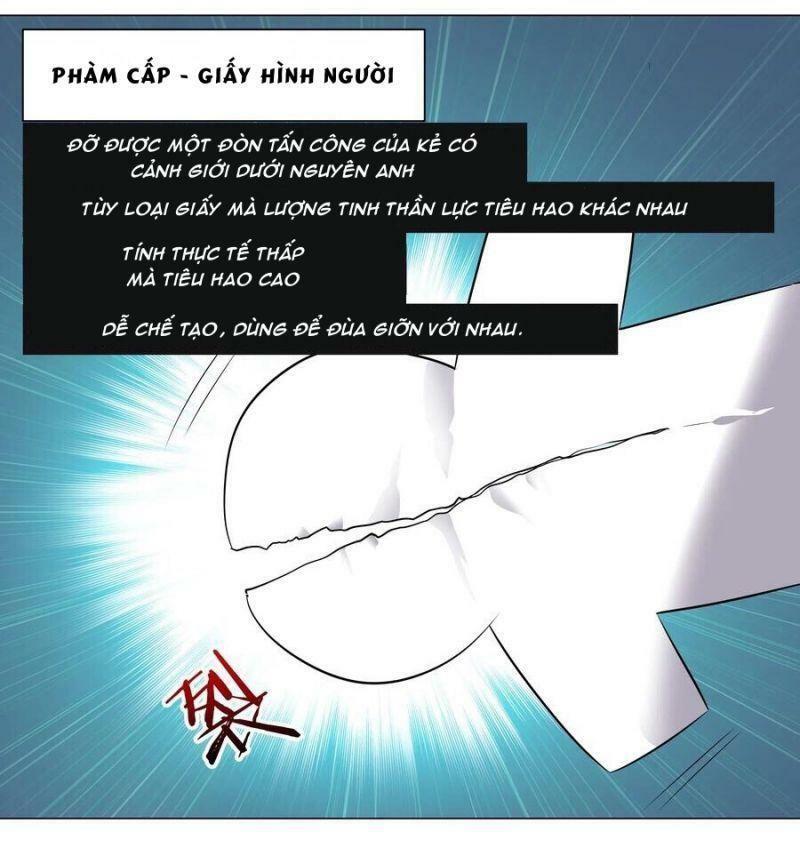 PHÀM CẤP - GIẤY HÌNH NGƯỜI
ĐỠ ĐƯỢC MỘT ĐÒN TẤN CÔNG CỦA KẺ CÓ
CẢNH GIỚI DƯỚI NGUYÊN ANH
TÙY LOẠI GIẤY MÀ LƯỢNG TINH THẦN LỰC TIÊU HAO KHÁC NHAU
TÍNH THỰC TẾ THẤP
MÀ TIÊU HAO CAO
DỄ CHẾ TẠO, DÙNG ĐỂ ĐÙA GIỠN VỚI NHAU.
裂